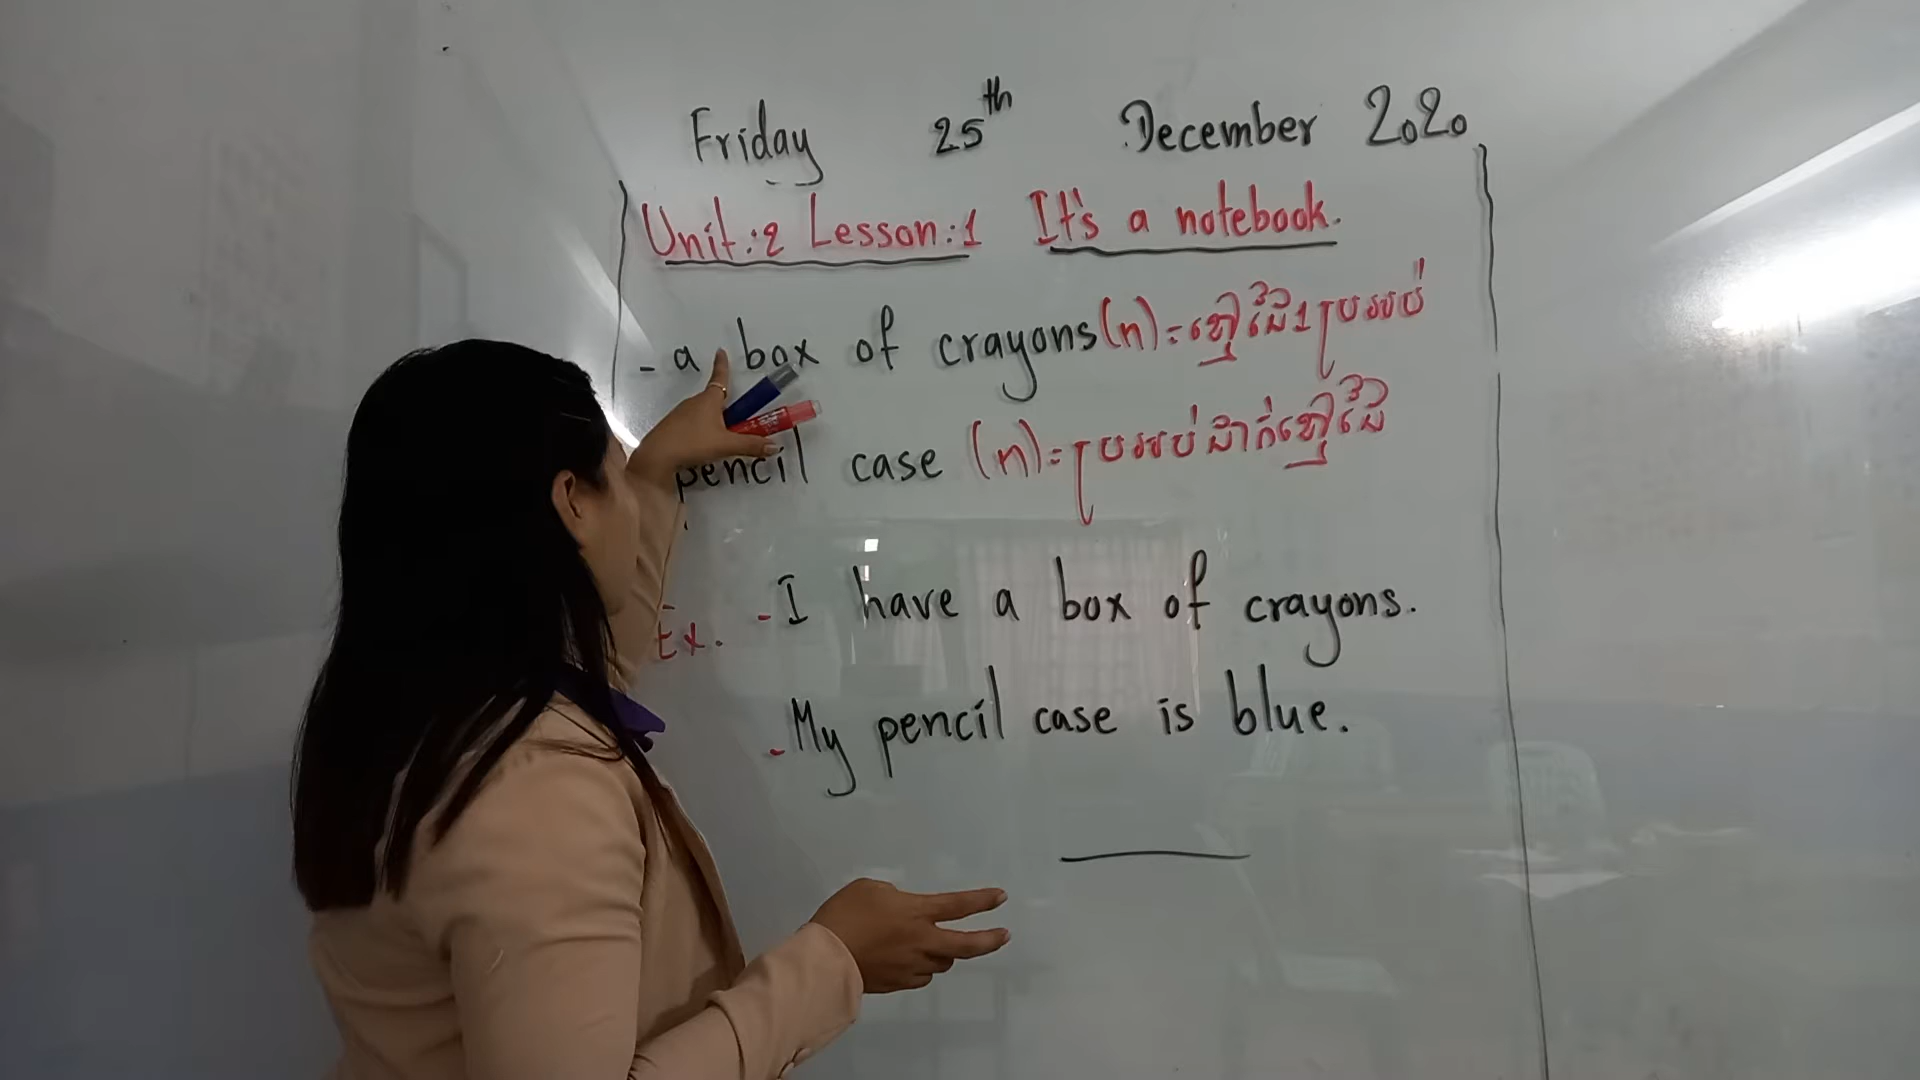 Friday 25th December 2020
Unit:2 Lesson:1 It's a notebook.
- a box of crayons (n) = ខ្មៅដៃ1ប្រអប់
pencil case (n) = ប្រអប់ដាក់ខ្មៅដៃ
Ex. - I have a box of crayons.
- My pencil case is blue.